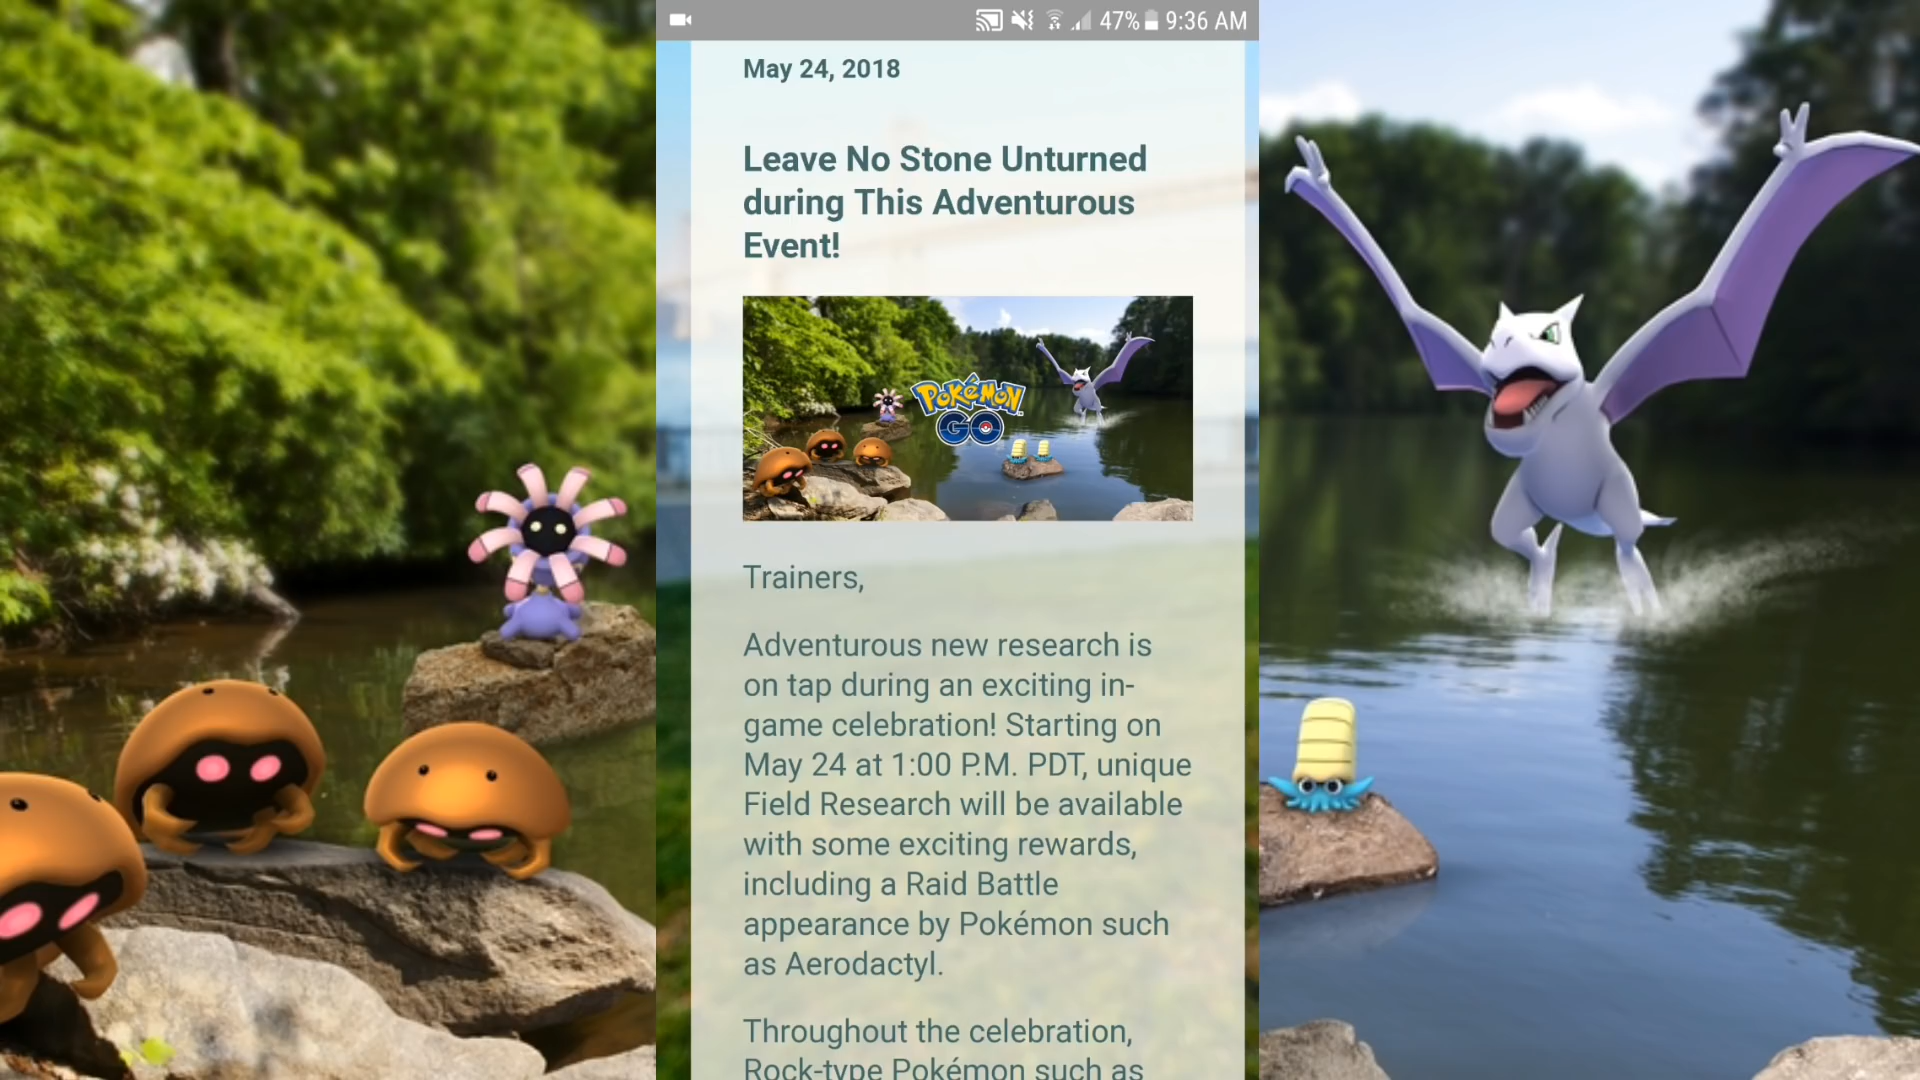 47% 9:36 AM
May 24, 2018
Leave No Stone Unturned
during This Adventurous
Event!
POKÉMON
GO
Trainers,
Adventurous new research is
on tap during an exciting in-
game celebration! Starting on
May 24 at 1:00 P.M. PDT, unique
Field Research will be available
with some exciting rewards,
including a Raid Battle
appearance by Pokémon such
as Aerodactyl.
Throughout the celebration,
Rock-type Pokémon such as